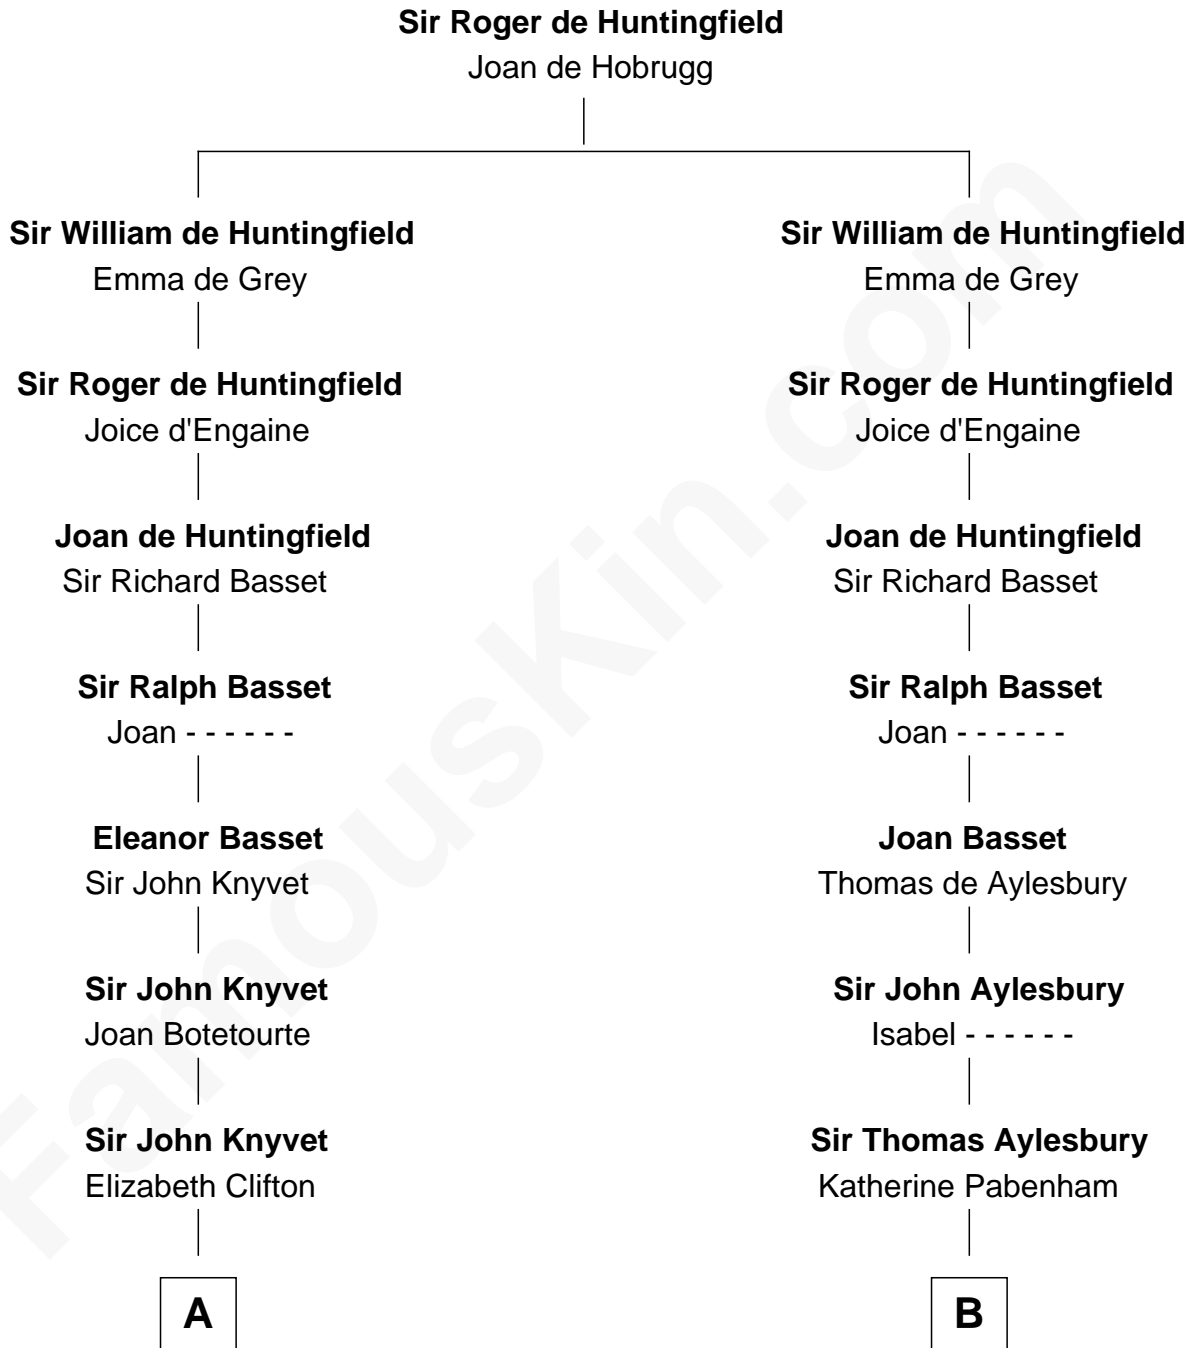 Sir Roger de Huntingfield
Joan de Hobrugg
Sir William de Huntingfield
Emma de Grey
Sir William de Huntingfield
Emma de Grey
Sir Roger de Huntingfield
Joice d'Engaine
Sir Roger de Huntingfield
Joice d'Engaine
Joan de Huntingfield
Sir Richard Basset
Joan de Huntingfield
Sir Richard Basset
Sir Ralph Basset
Joan - - - - - -
Sir Ralph Basset
Joan - - - - - -
Eleanor Basset
Sir John Knyvet
Joan Basset
Thomas de Aylesbury
Sir John Knyvet
Joan Botetourte
Sir John Aylesbury
Isabel - - - - - -
Sir John Knyvet
Elizabeth Clifton
Sir Thomas Aylesbury
Katherine Pabenham
A
B
FamousKin.com